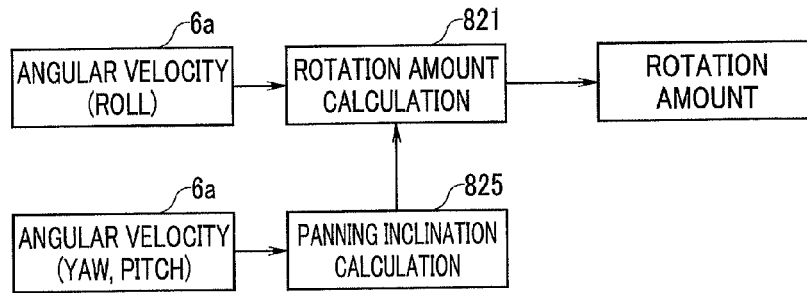 6a
ANGULAR VELOCITY
(ROLL)
821
ROTATION AMOUNT
CALCULATION
ROTATION
AMOUNT
6a
ANGULAR VELOCITY
(YAW, PITCH)
825
PANNING INCLINATION
CALCULATION